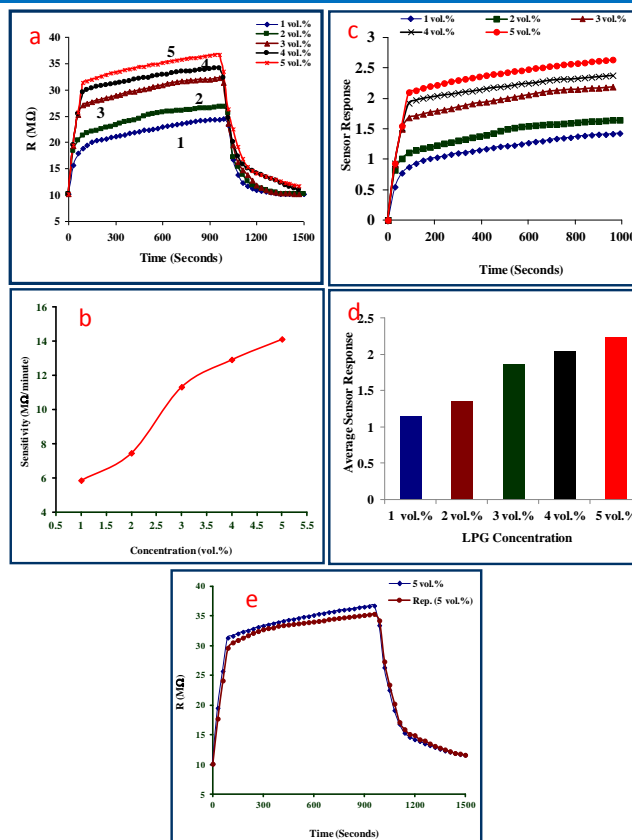 a
1 vol.%
2 vol.%
3 vol.%
4 vol.%
5 vol.%
40
35
30
25
20
15
10
5
R (MΩ)
5
4
3
2
1
0 300 600 900 1200 1500
Time (Seconds)
c
1 vol.% 2 vol.% 3 vol.%
4 vol.% 5 vol.%
3
2.5
2
1.5
1
0.5
0
Sensor Response
0 200 400 600 800 1000
Time (Seconds)
b
16
14
12
10
8
6
4
Sensitivity (MΩ/minute)
0.5 1 1.5 2 2.5 3 3.5 4 4.5 5 5.5
Concentration (vol.%)
d
2.5
2
1.5
1
0.5
0
Average Sensor Response
1 vol.% 2 vol.% 3 vol.% 4 vol.% 5 vol.%
LPG Concentration
e
5 vol.%
Rep. (5 vol.%)
40
35
30
25
20
15
10
5
R (MΩ)
0 300 600 900 1200 1500
Time (Seconds)